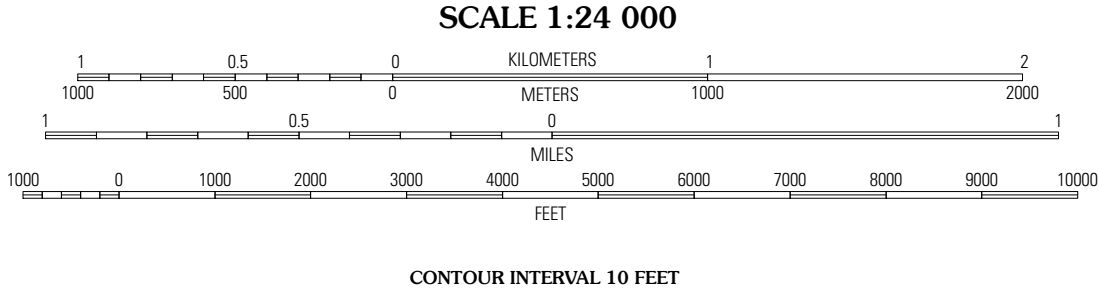 SCALE 1:24 000
1 0.5 0 KILOMETERS 1 2
1000 500 0 METERS 1000 2000
1 0.5 0 1
MILES
1000 0 1000 2000 3000 4000 5000 6000 7000 8000 9000 10000
FEET
CONTOUR INTERVAL 10 FEET